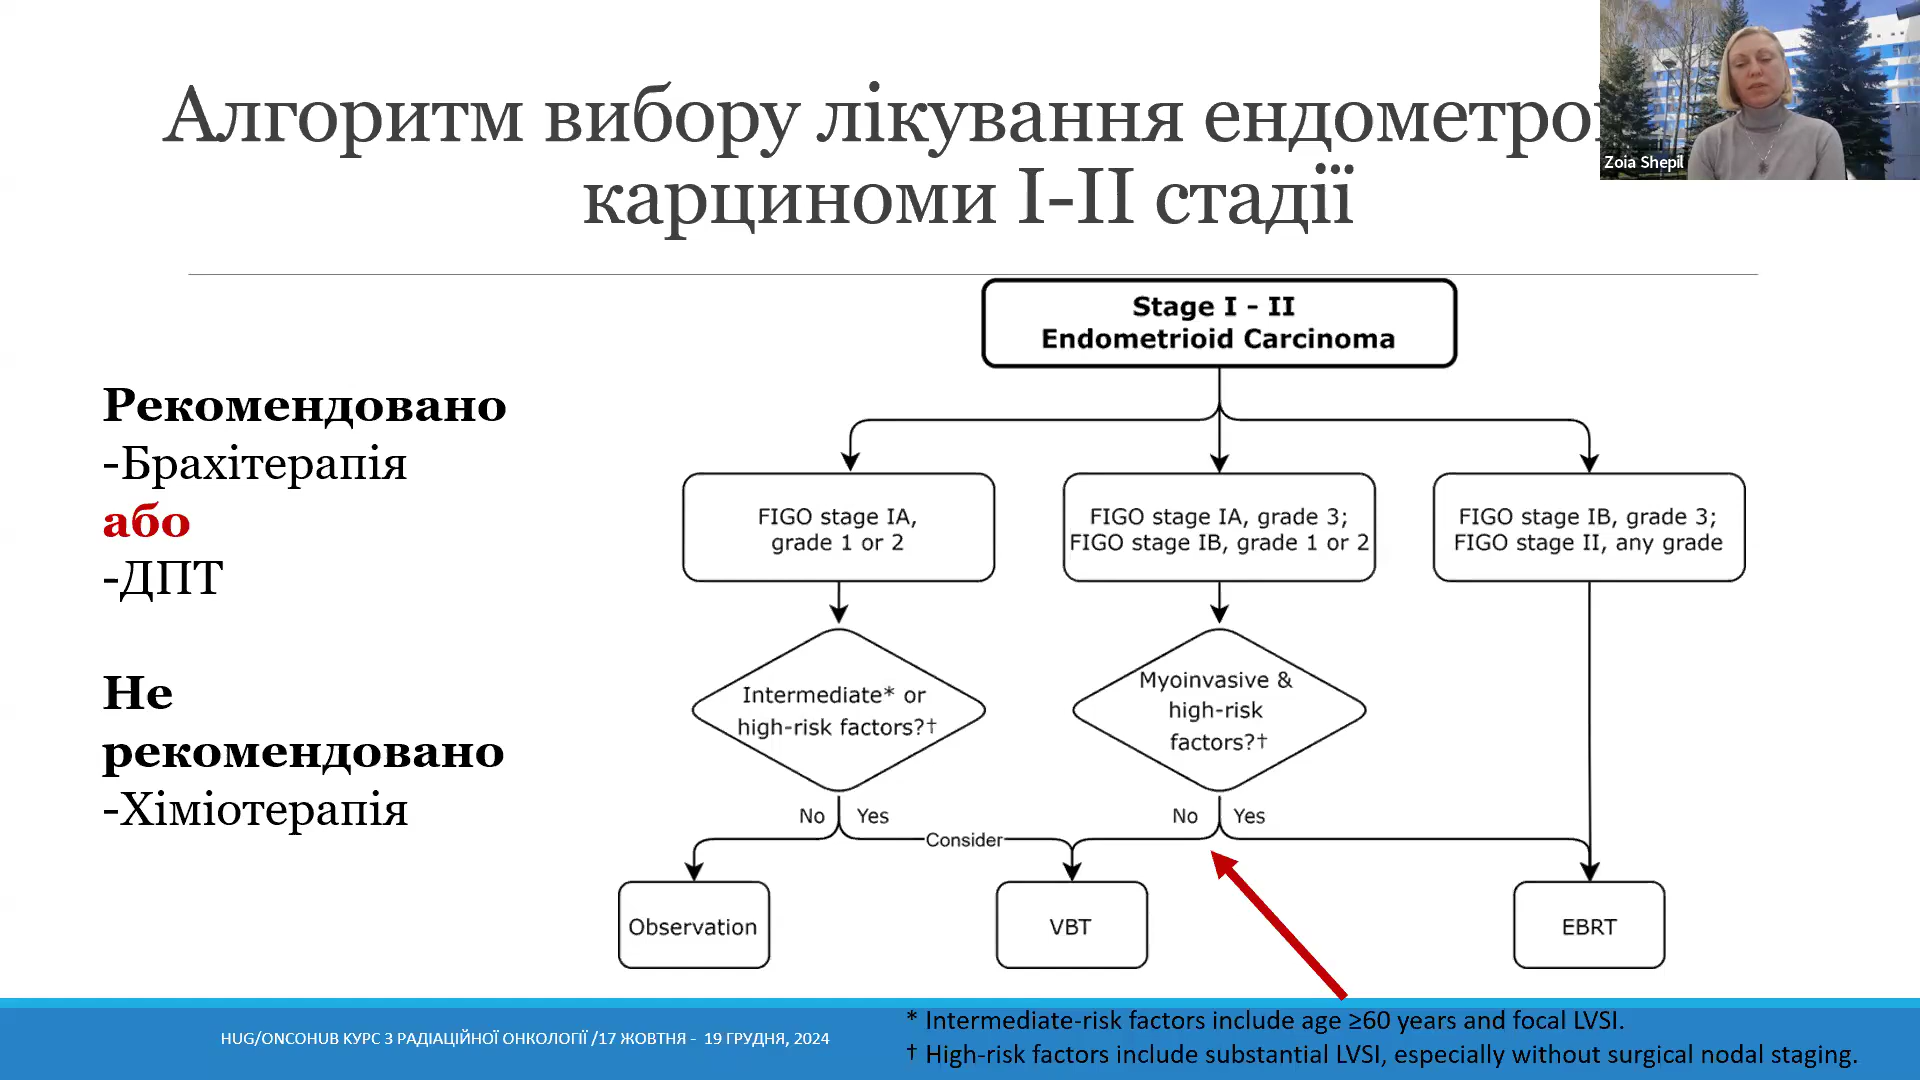 Алгоритм вибору лікування
карциноми І-ІІ стадії
Zoia Shepil
Рекомендовано
-Брахітерапія
або
-ДПТ
Не
рекомендовано
-Хіміотерапія
Stage I - II
Endometrioid Carcinoma
FIGO stage IA,
grade 1 or 2
FIGO stage IA, grade 3;
FIGO stage IB, grade 1 or 2
FIGO stage IB, grade 3;
FIGO stage II, any grade
Intermediate* or
high-risk factors?†
Myoinvasive &
high-risk
factors?†
No Yes
Consider
No Yes
Observation
VBT
EBRT
HUG/ONCOHUB КУРС З РАДІАЦІЙНОЇ ОНКОЛОГІЇ /17 ЖОВТНЯ - 19 ГРУДНЯ, 2024
* Intermediate-risk factors include age ≥60 years and focal LVSI.
† High-risk factors include substantial LVSI, especially without surgical nodal staging.